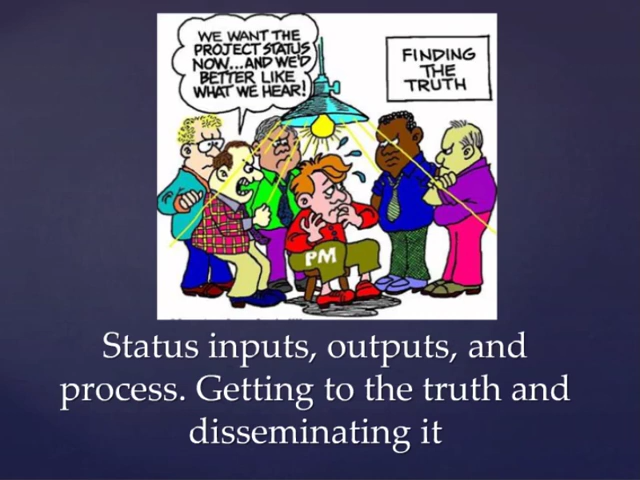 WE WANT THE
PROJECT STATUS
NOW...AND WE'D
BETTER LIKE
WHAT WE HEAR!
FINDING
THE
TRUTH
PM
Status inputs, outputs, and
process. Getting to the truth and
disseminating it